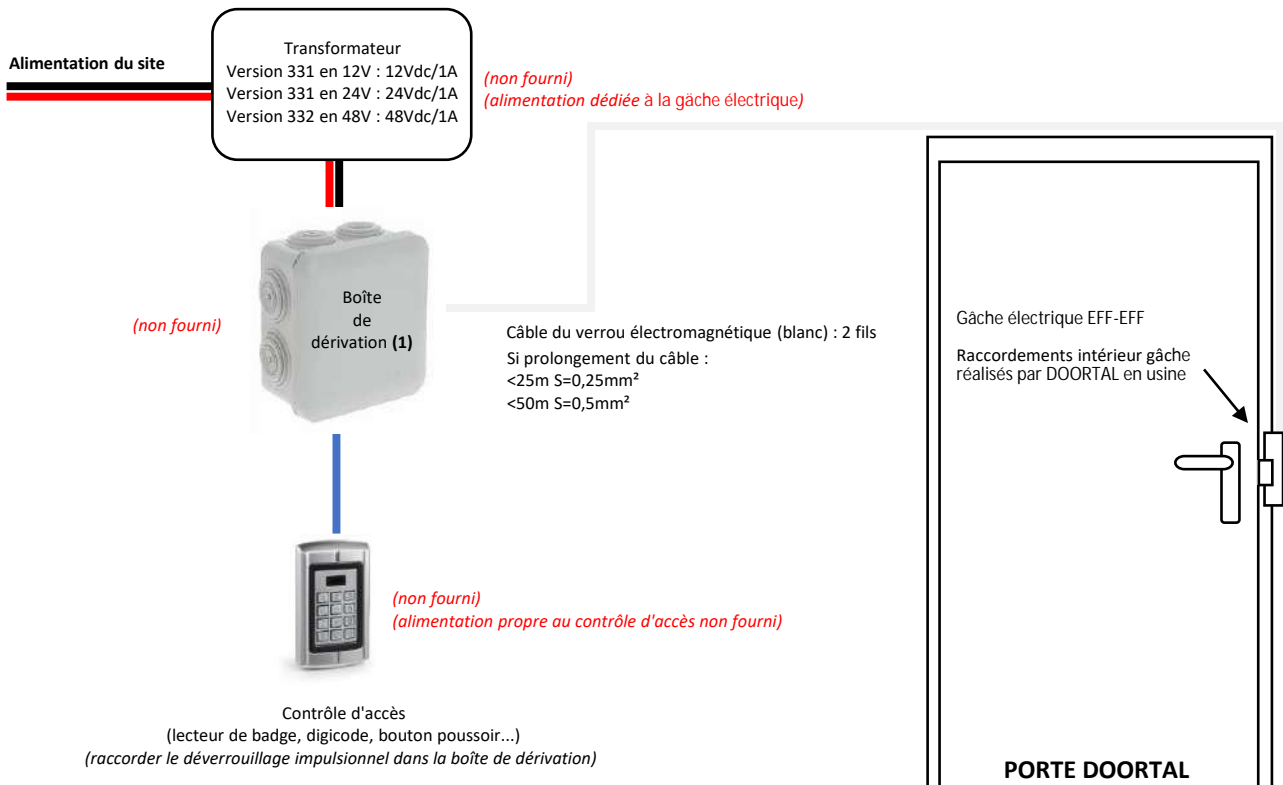 Transformateur
Version 331 en 12V : 12Vdc/1A
Version 331 en 24V : 24Vdc/1A
Version 332 en 48V : 48Vdc/1A
Alimentation du site
(non fourni)
(alimentation dédiée à la gäche électrique)
Boîte
de
dérivation (1)
(non fourni)
Câble du verrou électromagnétique (blanc) : 2 fils
Si prolongement du câble :
<25m S=0,25mm²
<50m S=0,5mm²
Gâche électrique EFF-EFF
Raccordements intérieur gâche
réalisés par DOORTAL en usine
(non fourni)
(alimentation propre au contrôle d'accès non fourni)
Contrôle d'accès
(lecteur de badge, digicode, bouton poussoir...)
(raccorder le déverrouillage impulsionnel dans la boîte de dérivation)
PORTE DOORTAL